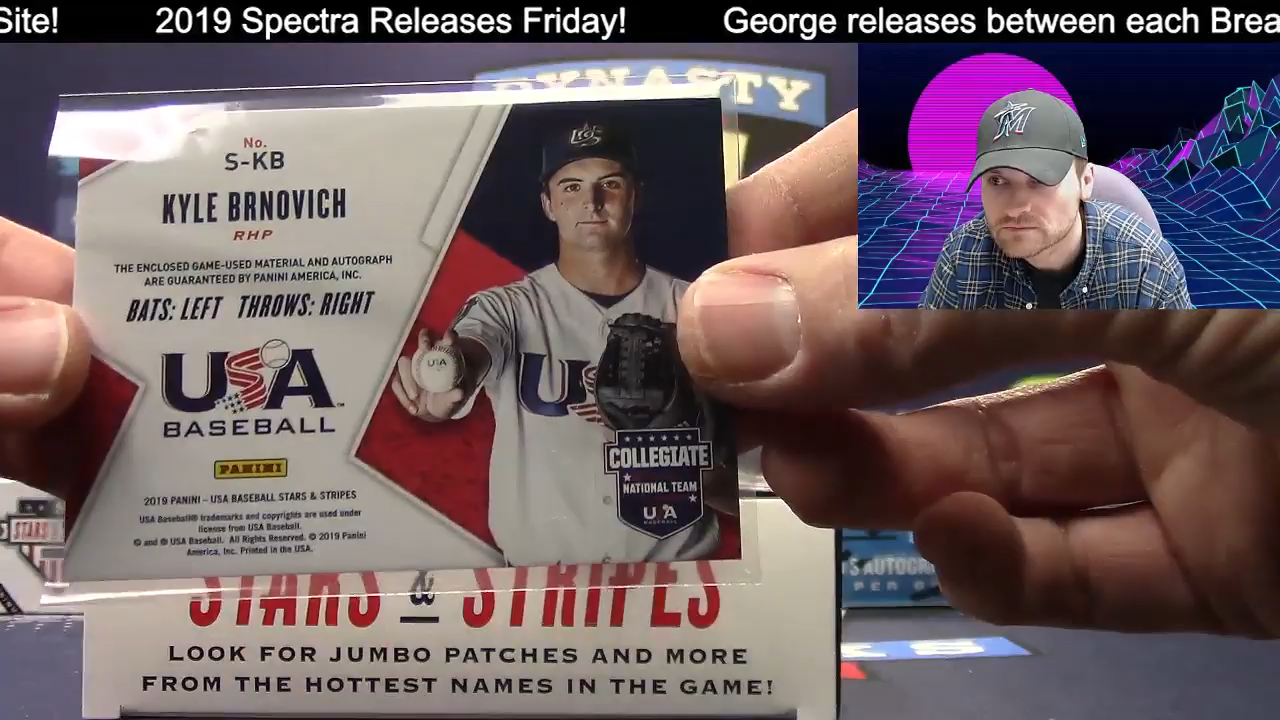 Site! 2019 Spectra Releases Friday! George releases between each Brea
DYNASTY
No.
S-KB
KYLE BRNOVICH
RHP
THE ENCLOSED GAME-USED MATERIAL AND AUTOGRAPH
ARE GUARANTEED BY PANINI AMERICA, INC.
BATS: LEFT THROWS: RIGHT
USA
BASEBALL
PANINI
2019 PANINI – USA BASEBALL STARS & STRIPES
USA Baseball® trademarks and copyrights are used under
license from USA Baseball.
© and ® USA Baseball. All Rights Reserved. © 2019 Panini
America, Inc. Printed in the USA.
COLLEGIATE
NATIONAL TEAM
USA
BASEBALL
STARS
STARS & STRIPES
LOOK FOR JUMBO PATCHES AND MORE
FROM THE HOTTEST NAMES IN THE GAME!